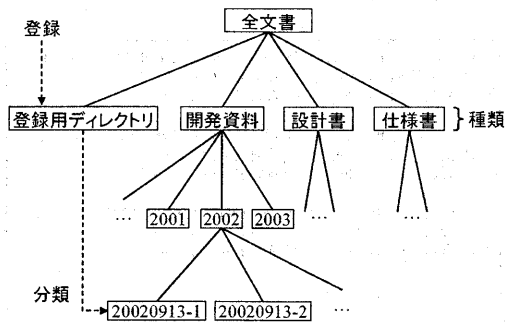 全文書
登録
登録用ディレクトリ 開発資料 設計書 仕様書 } 種類
… 2001 2002 2003 … …
分類
20020913-1 20020913-2 …